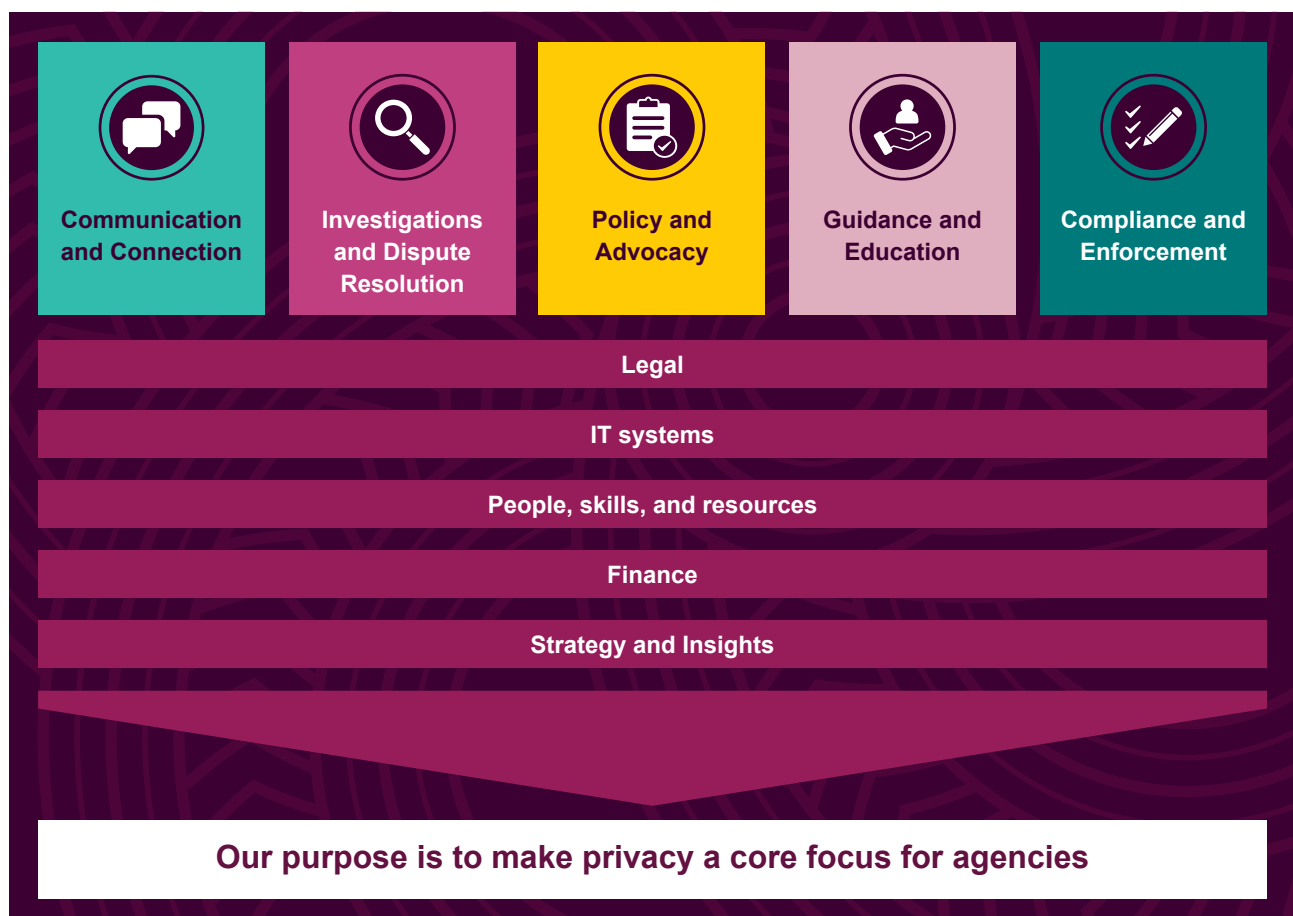 Communication
and Connection
Investigations
and Dispute
Resolution
Policy and
Advocacy
Guidance and
Education
Compliance and
Enforcement
Legal
IT systems
People, skills, and resources
Finance
Strategy and Insights
Our purpose is to make privacy a core focus for agencies